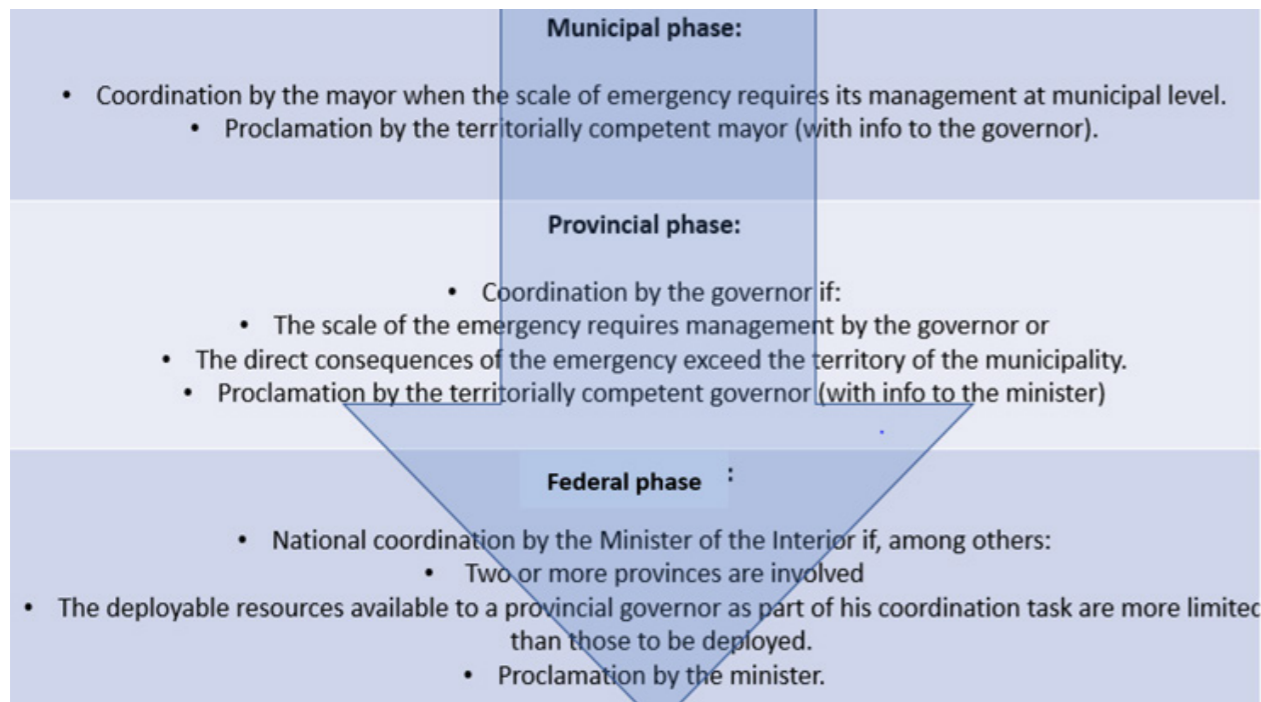 Municipal phase:
• Coordination by the mayor when the scale of emergency requires its management at municipal level.
• Proclamation by the territorially competent mayor (with info to the governor).
Provincial phase:
• Coordination by the governor if:
• The scale of the emergency requires management by the governor or
• The direct consequences of the emergency exceed the territory of the municipality.
• Proclamation by the territorially competent governor (with info to the minister)
Federal phase :
• National coordination by the Minister of the Interior if, among others:
• Two or more provinces are involved
• The deployable resources available to a provincial governor as part of his coordination task are more limited
than those to be deployed.
• Proclamation by the minister.